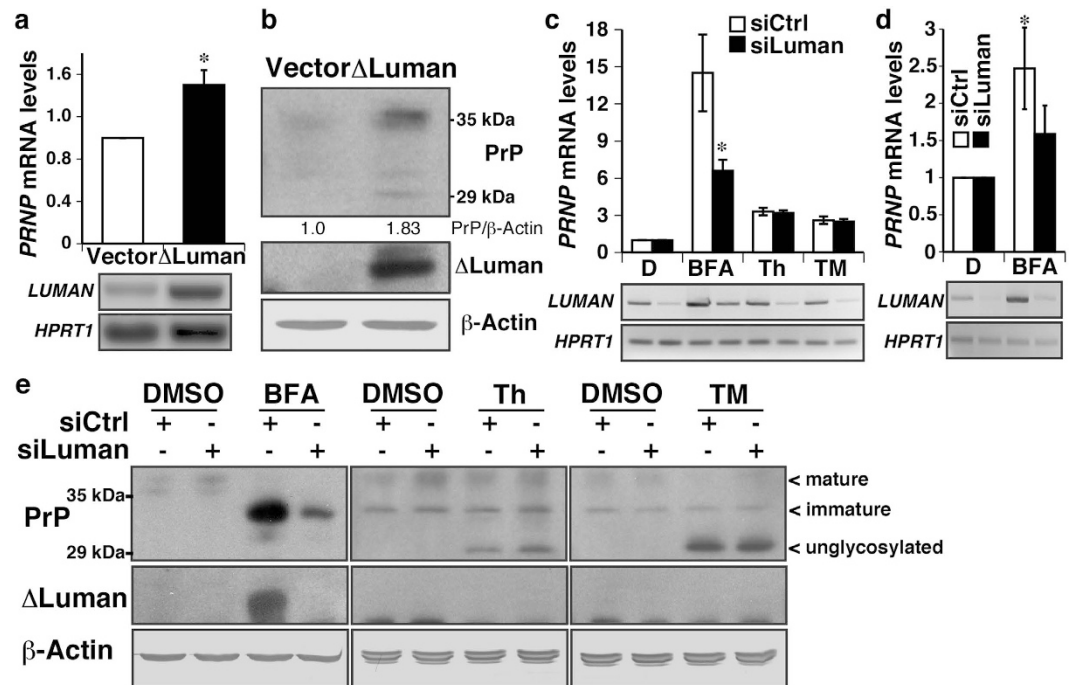 a
PRNP mRNA levels
1.6
1.0
0.8
0.4
0
*
Vector ΔLuman
LUMAN
HPRT1
b
Vector ΔLuman
35 kDa
PrP
29 kDa
1.0 1.83 PrP/β-Actin
ΔLuman
β-Actin
c
siCtrl
siLuman
PRNP mRNA levels
18
15
12
9
6
3
0
*
D BFA Th TM
LUMAN
HPRT1
d
siCtrl
siLuman
PRNP mRNA levels
3
2.5
2
1.5
1
0.5
0
*
D BFA
LUMAN
HPRT1
e
DMSO BFA DMSO Th DMSO TM
siCtrl + - + - + - + - + - + -
siLuman - + - + - + - + - + - +
35 kDa
PrP
29 kDa
< mature
< immature
< unglycosylated
ΔLuman
β-Actin